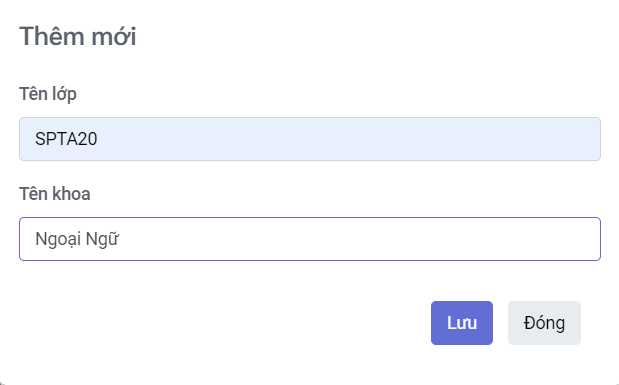 Thêm mới
Tên lớp
SPTA20
Tên khoa
Ngoại Ngữ
Lưu Đóng